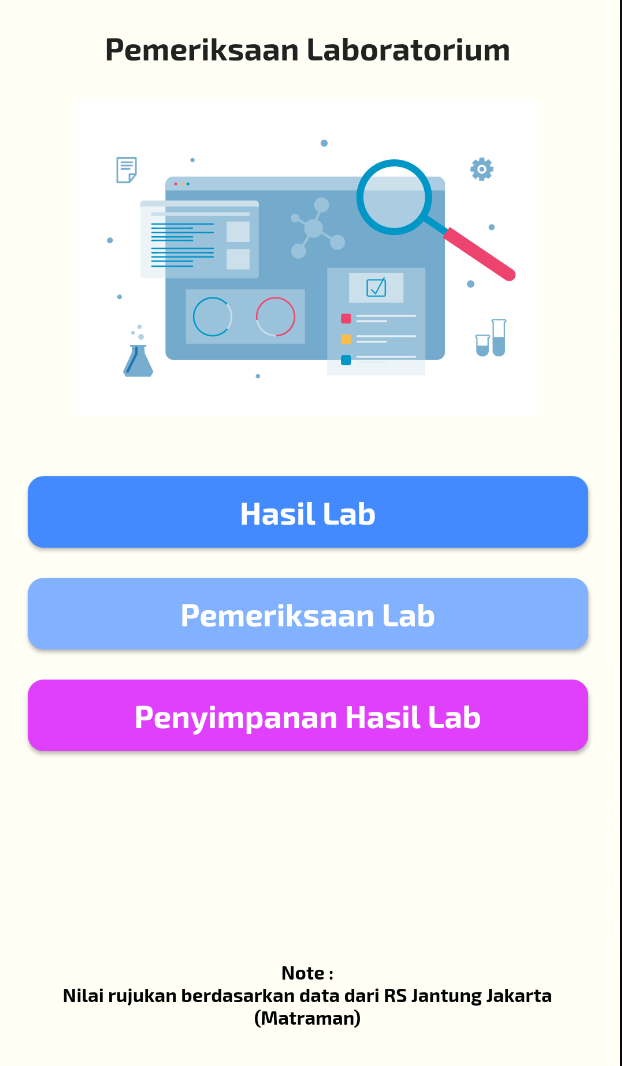 Pemeriksaan Laboratorium
Hasil Lab
Pemeriksaan Lab
Penyimpanan Hasil Lab
Note :
Nilai rujukan berdasarkan data dari RS Jantung Jakarta
(Matraman)